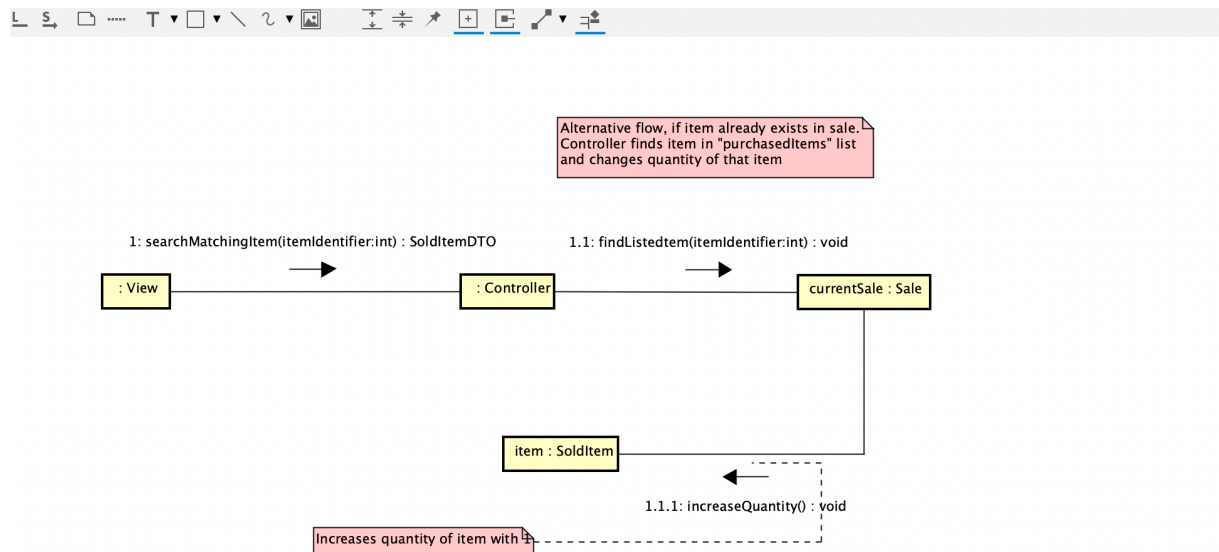 Alternative flow, if item already exists in sale.
Controller finds item in "purchasedItems" list
and changes quantity of that item
1: searchMatchingItem(itemIdentifier:int) : SoldItemDTO
1.1: findListedtem(itemIdentifier:int) : void
: View
: Controller
currentSale : Sale
item : SoldItem
1.1.1: increaseQuantity() : void
Increases quantity of item with 1